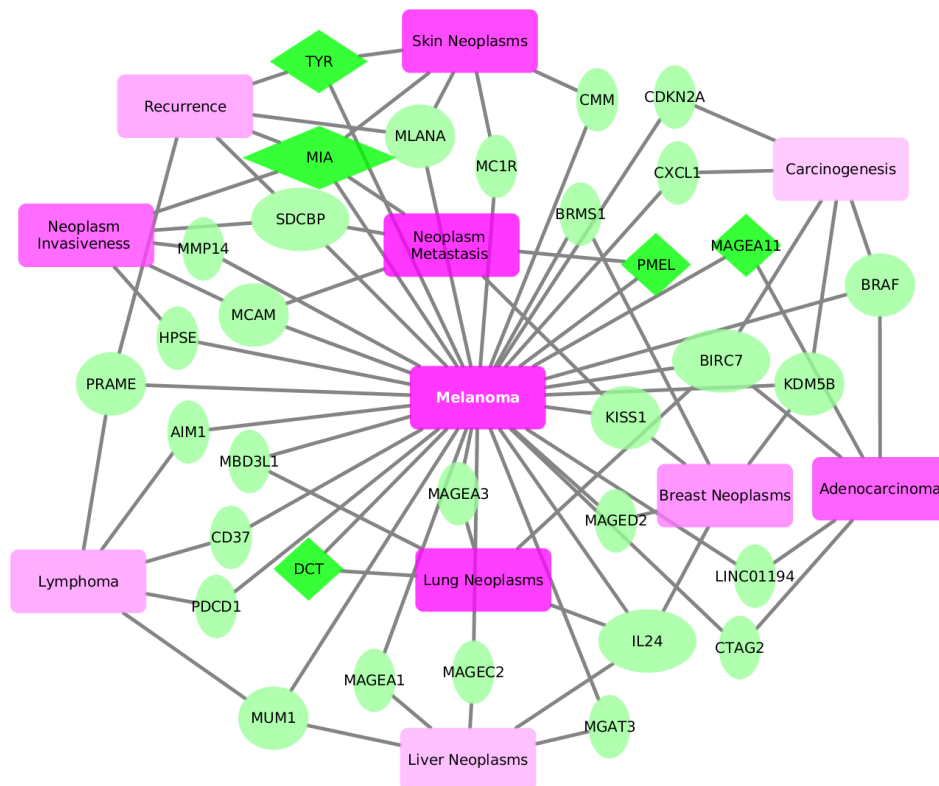 Skin Neoplasms
TYR
Recurrence
CMM
CDKN2A
MLANA
MIA
MC1R
CXCL1
Carcinogenesis
Neoplasm
Invasiveness
SDCBP
BRMS1
MMP14
Neoplasm
Metastasis
MAGEA11
PMEL
BRAF
MCAM
HPSE
BIRC7
PRAME
KDM5B
Melanoma
KISS1
AIM1
MBD3L1
MAGEA3
Breast Neoplasms
Adenocarcinoma
MAGED2
CD37
DCT
Lymphoma
Lung Neoplasms
LINC01194
PDCD1
IL24
CTAG2
MAGEA1
MAGEC2
MUM1
MGAT3
Liver Neoplasms